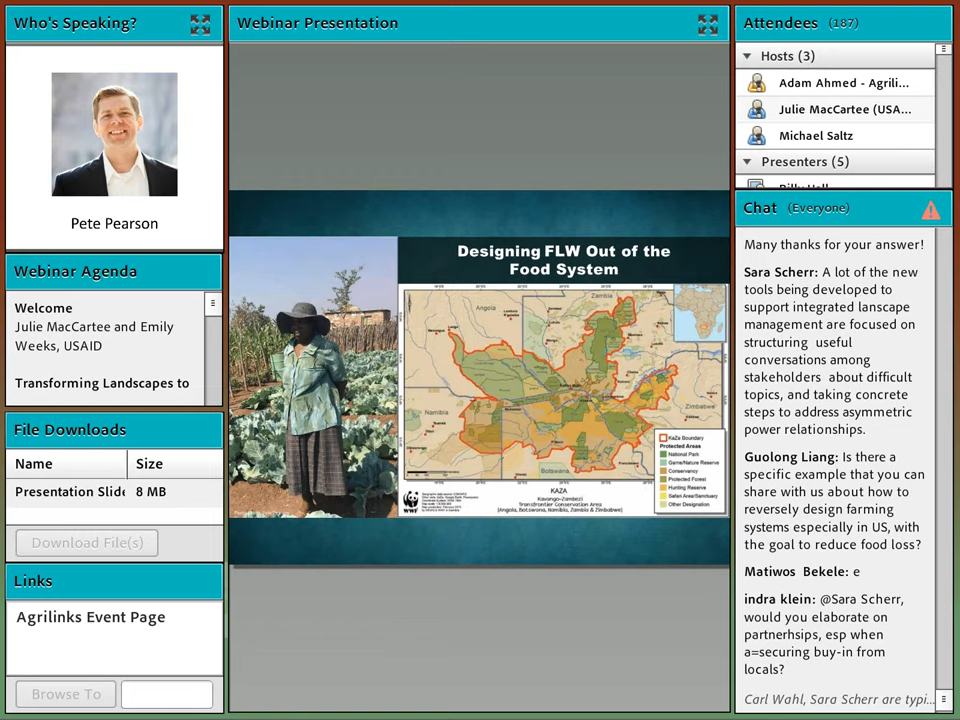 Who's Speaking?
Pete Pearson
Webinar Agenda
Welcome
Julie MacCartee and Emily
Weeks, USAID
Transforming Landscapes to
File Downloads
Name Size
Presentation Slide 8 MB
Download File(s)
Links
Agrilinks Event Page
Browse To
Webinar Presentation
Designing FLW Out of the
Food System
Angola
Zambia
Namibia
Zimbabwe
Botswana
WWF
KAZA
Kavango-Zambezi
Transfrontier Conservation Area
(Angola, Botswana, Namibia, Zambia & Zimbabwe)
KaZa Boundary
Protected Areas
National Park
Game/Nature Reserve
Conservancy
Protected Forest
Hunting Reserve
Safari Area/Sanctuary
Other Designation
Attendees (187)
Hosts (3)
Adam Ahmed - Agrili...
Julie MacCartee (USA...
Michael Saltz
Presenters (5)
Chat (Everyone)
Many thanks for your answer!
Sara Scherr: A lot of the new
tools being developed to
support integrated lanscape
management are focused on
structuring useful
conversations among
stakeholders about difficult
topics, and taking concrete
steps to address asymmetric
power relationships.
Guolong Liang: Is there a
specific example that you can
share with us about how to
reversely design farming
systems especially in US, with
the goal to reduce food loss?
Matiwos Bekele: e
indra klein: @Sara Scherr,
would you elaborate on
partnerhsips, esp when
a=securing buy-in from
locals?
Carl Wahl, Sara Scherr are typi...